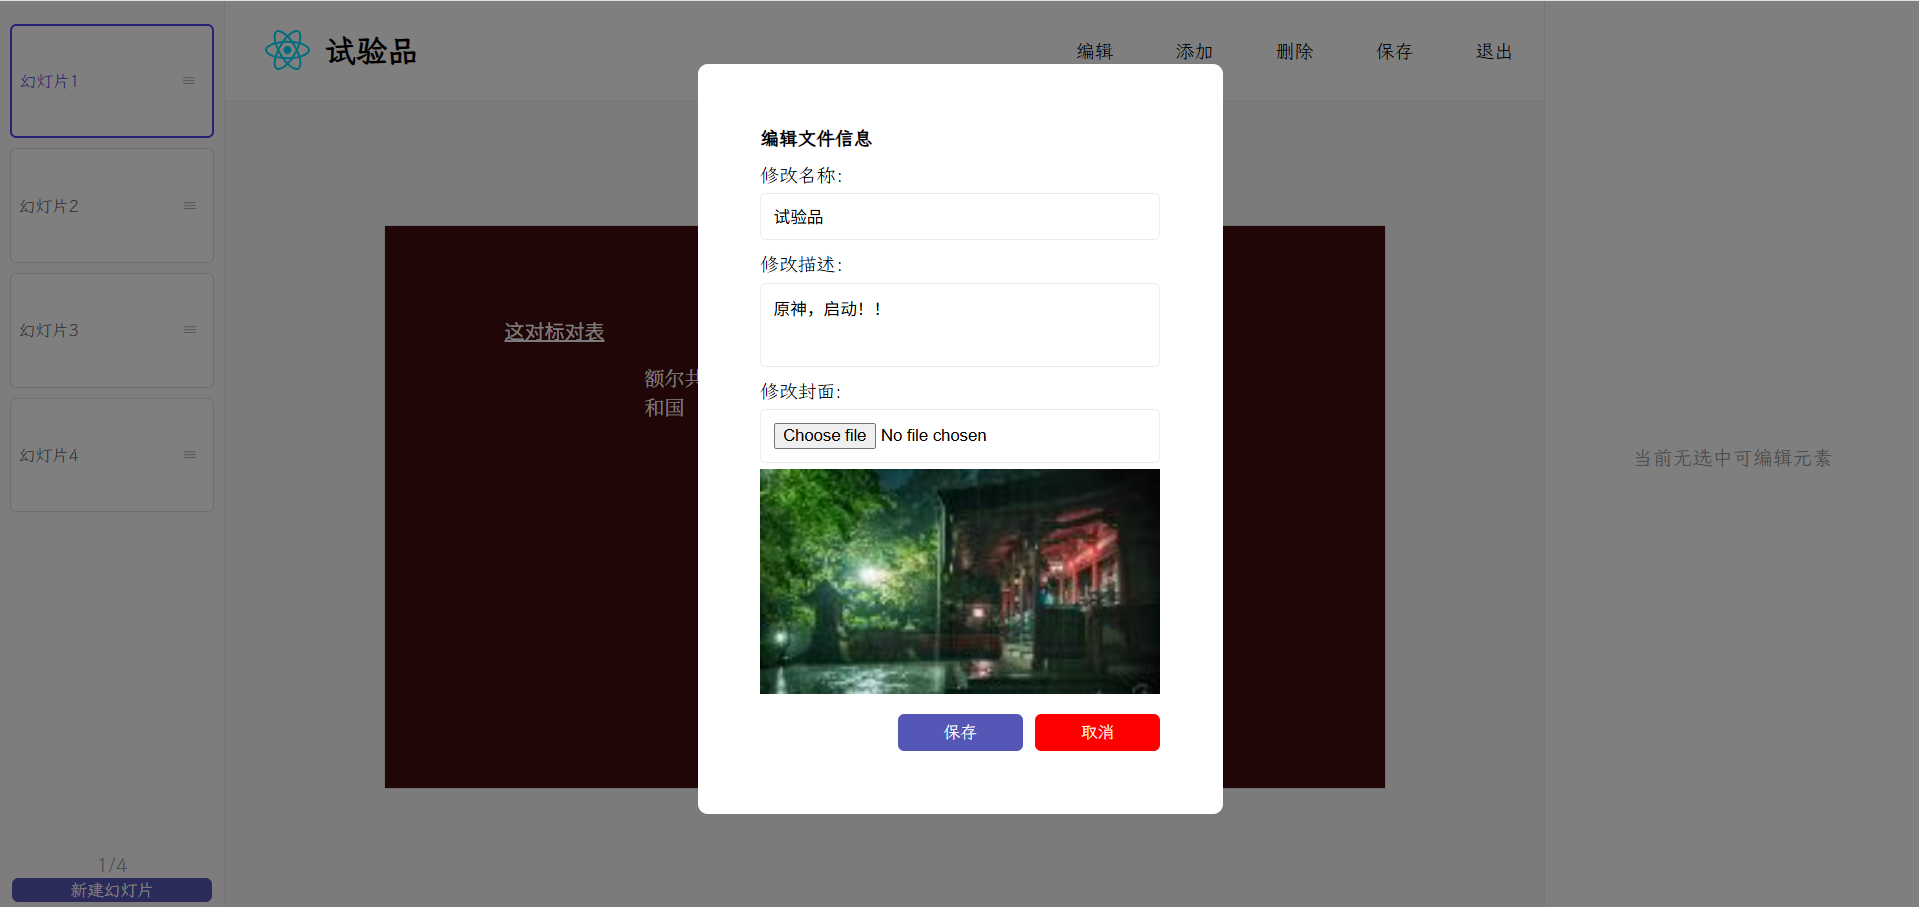 试验品
编辑
添加
删除
保存
退出
幻灯片1
幻灯片2
幻灯片3
幻灯片4
1/4
新建幻灯片
这对标对表
额尔共
和国
编辑文件信息
修改名称：
试验品
修改描述：
原神，启动！！
修改封面：
Choose file No file chosen
保存
取消
当前无选中可编辑元素